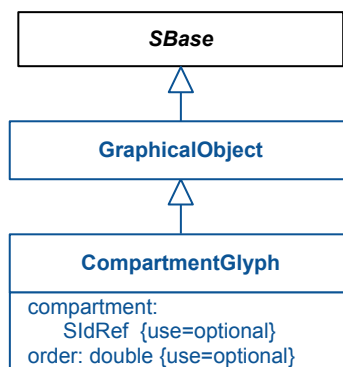 SBase
GraphicalObject
CompartmentGlyph
compartment:
SIdRef {use=optional}
order: double {use=optional}